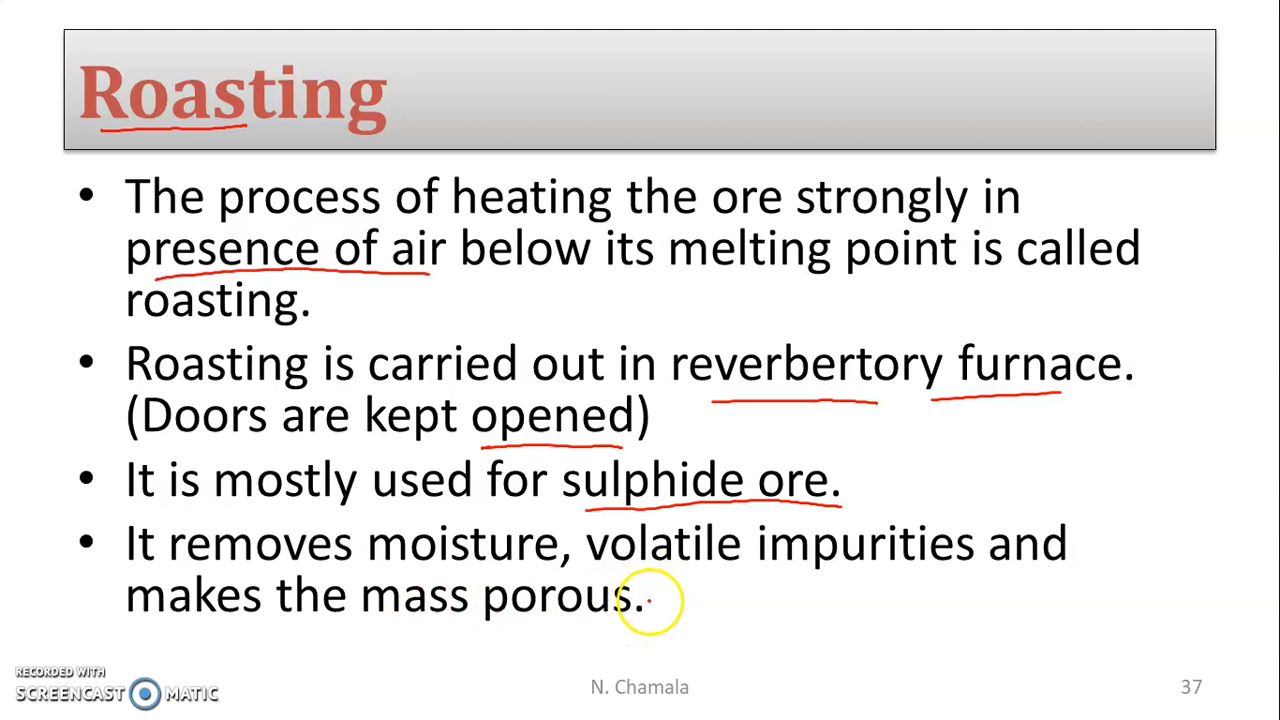 Roasting
• The process of heating the ore strongly in
presence of air below its melting point is called
roasting.
• Roasting is carried out in reverbertory furnace.
(Doors are kept opened)
• It is mostly used for sulphide ore.
• It removes moisture, volatile impurities and
makes the mass porous.
RECORDED WITH
SCREENCAST MATIC
N. Chamala
37